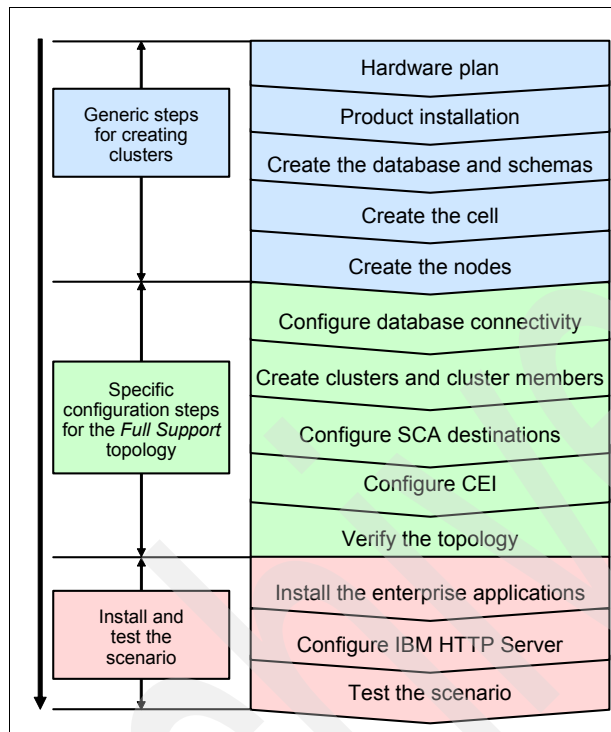 Generic steps
for creating
clusters
Hardware plan
Product installation
Create the database and schemas
Create the cell
Create the nodes
Specific
configuration steps
for the Full Support
topology
Configure database connectivity
Create clusters and cluster members
Configure SCA destinations
Configure CEI
Verify the topology
Install and
test the
scenario
Install the enterprise applications
Configure IBM HTTP Server
Test the scenario